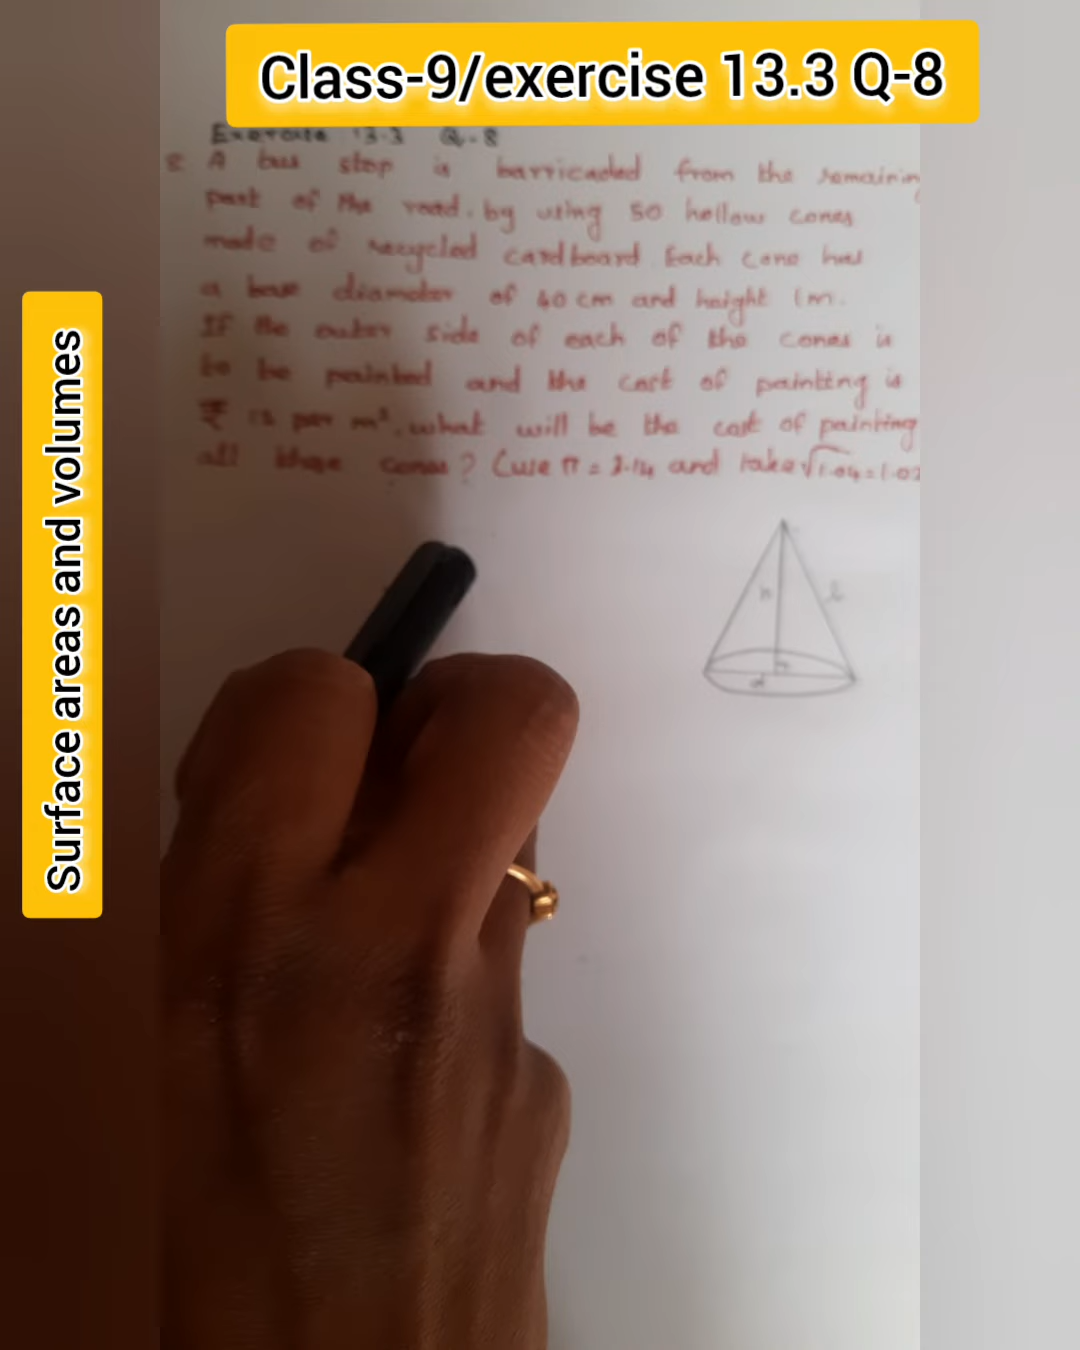 Class-9/exercise 13.3 Q-8
Surface areas and volumes
Exercise 13.3 Q-8
8. A bus stop is barricaded from the remaining
part of the road, by using 50 hollow cones
made of recycled cardboard. Each cone has
a base diameter of 40 cm and height 1m.
If the outer side of each of the cones is
to be painted and the cost of painting is
₹ 12 per m², what will be the cost of painting
all these cones? (use π = 3.14 and take √1.04 = 1.02
h
l